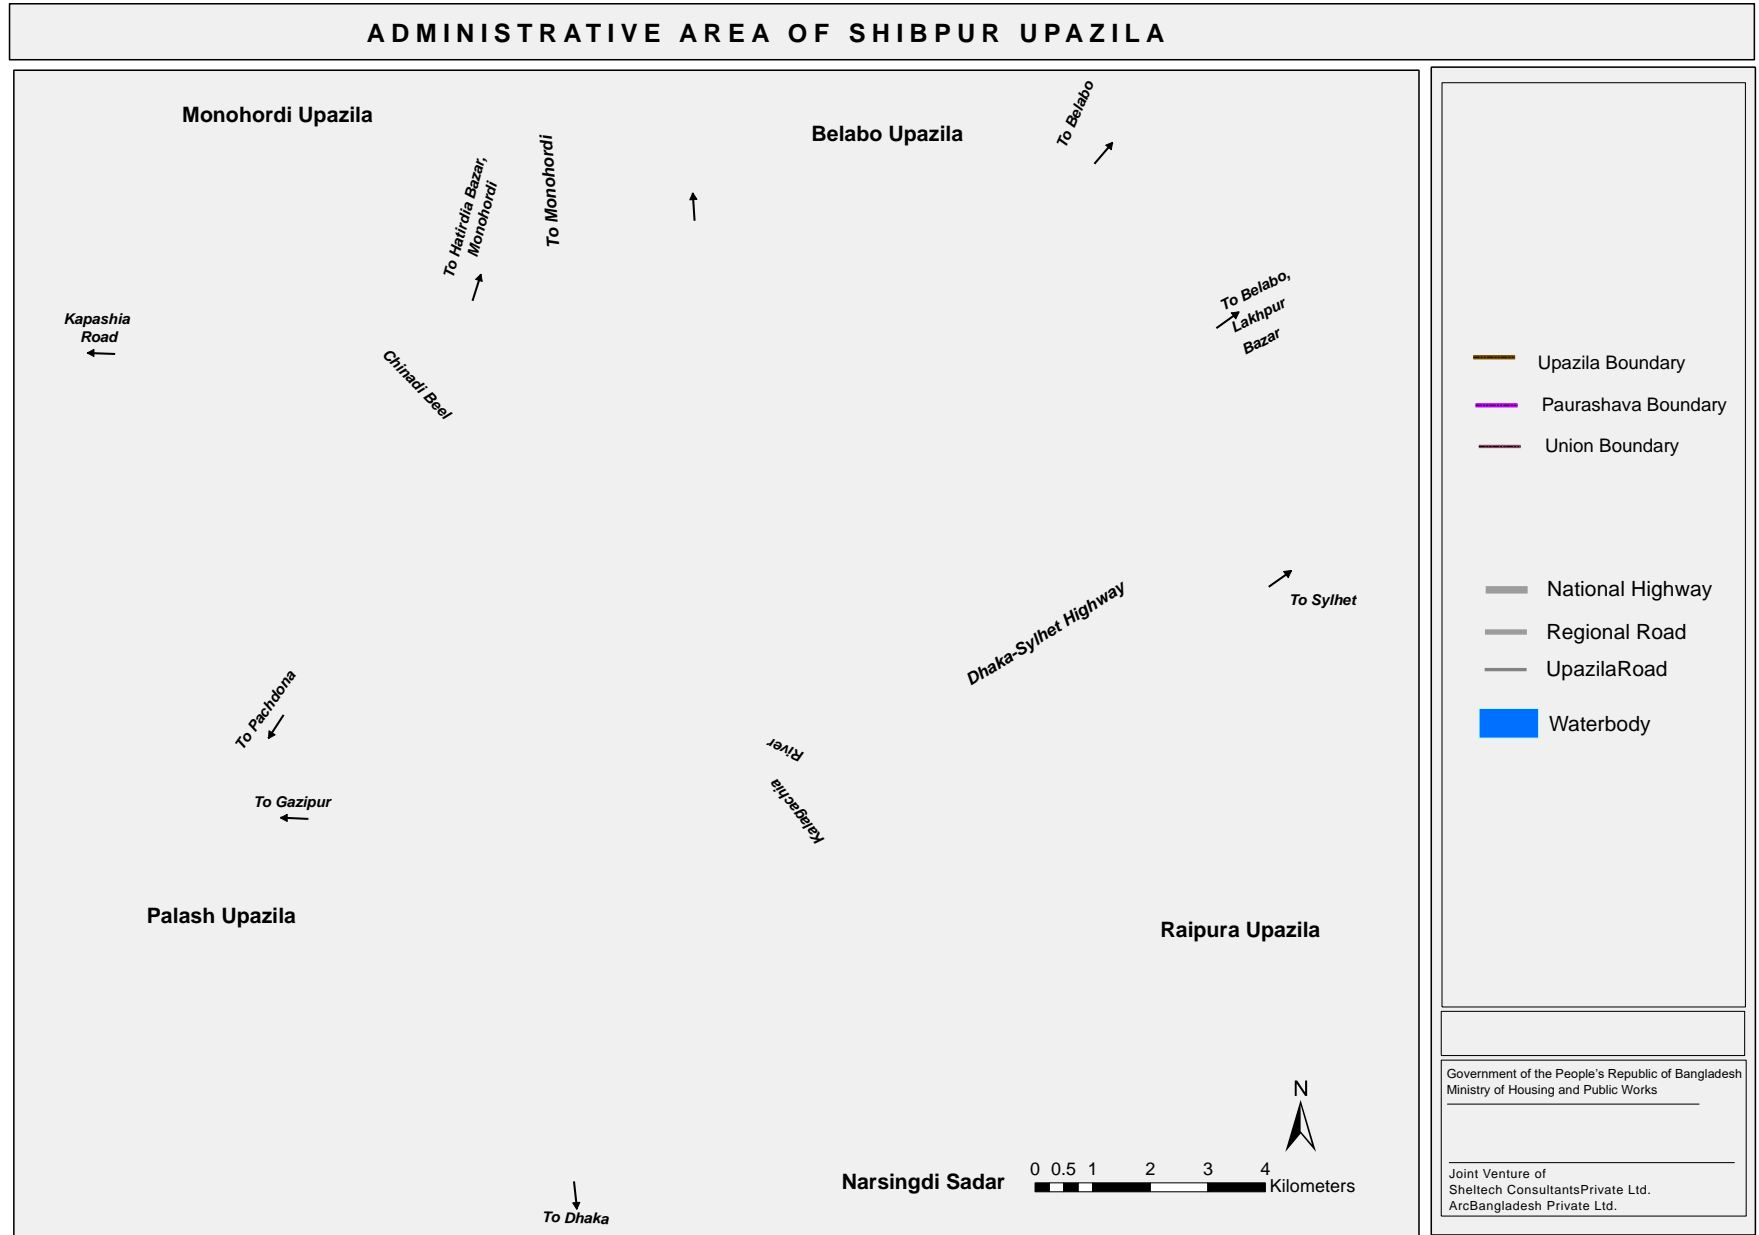 ADMINISTRATIVE AREA OF SHIBPUR UPAZILA
Monohordi Upazila
Belabo Upazila
To Belabo
To Hatirdia Bazar,
Monohordi
To Monohordi
To Belabo,
Lakhpur
Bazar
Kapashia
Road
Chinadi Beel
Dhaka-Sylhet Highway
To Sylhet
To Pachdona
To Gazipur
River
Kalagachia
Palash Upazila
Raipura Upazila
Narsingdi Sadar
To Dhaka
N
0 0.5 1 2 3 4
Kilometers
Upazila Boundary
Paurashava Boundary
Union Boundary
National Highway
Regional Road
UpazilaRoad
Waterbody
Government of the People's Republic of Bangladesh
Ministry of Housing and Public Works
Joint Venture of
Sheltech ConsultantsPrivate Ltd.
ArcBangladesh Private Ltd.